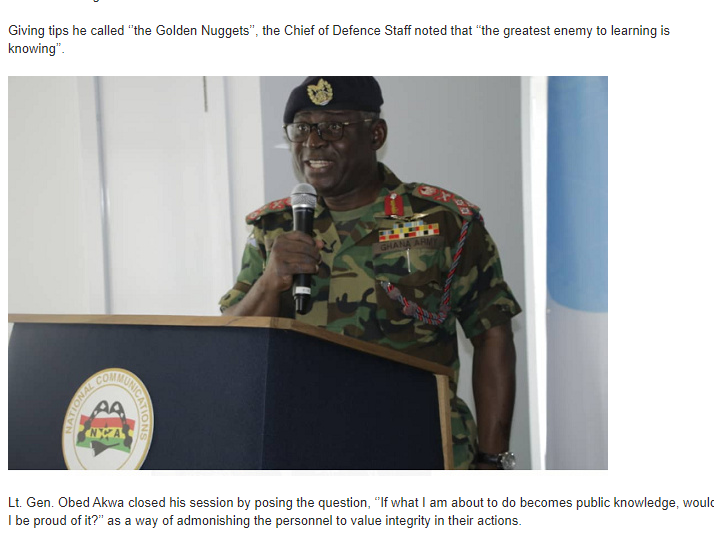 Giving tips he called “the Golden Nuggets”, the Chief of Defence Staff noted that “the greatest enemy to learning is
knowing”.
GHANA ARMY
NATIONAL COMMUNICATIONS
NCA
Lt. Gen. Obed Akwa closed his session by posing the question, “If what I am about to do becomes public knowledge, would
I be proud of it?” as a way of admonishing the personnel to value integrity in their actions.